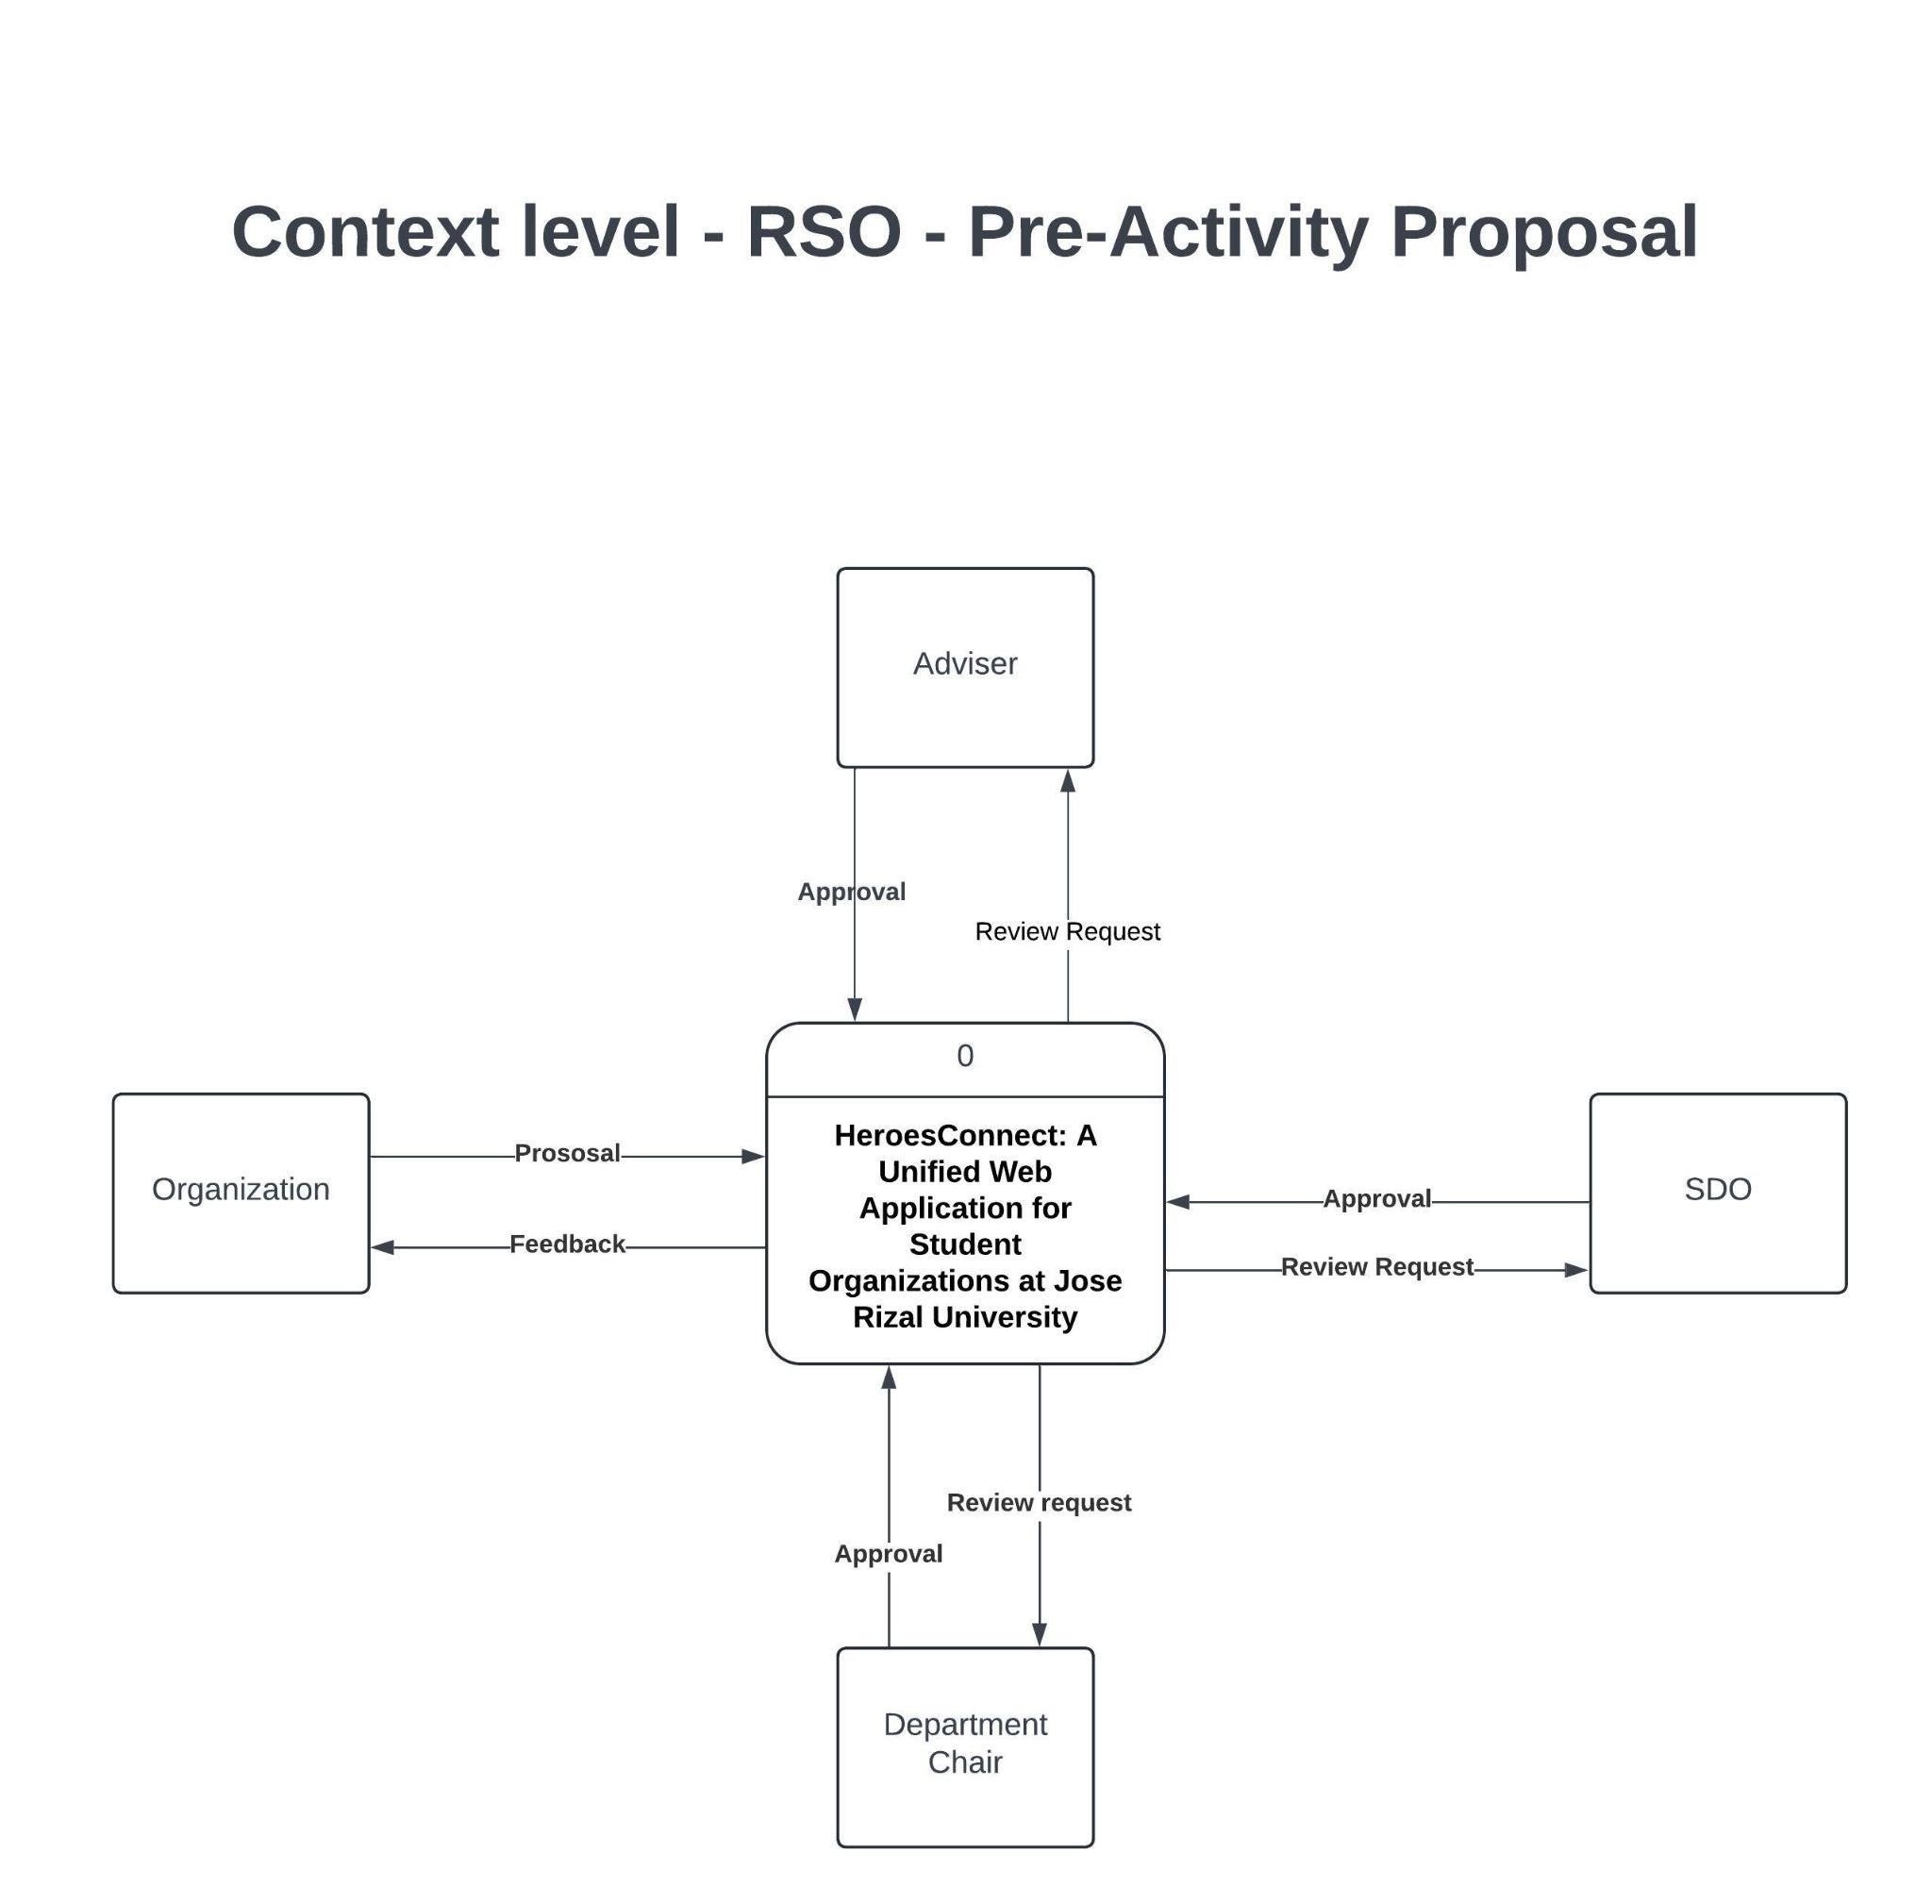 Context level - RSO - Pre-Activity Proposal
Adviser
Approval
Review Request
0
HeroesConnect: A
Unified Web
Application for
Student
Organizations at Jose
Rizal University
Organization
Prososal
Feedback
SDO
Approval
Review Request
Review request
Approval
Department
Chair